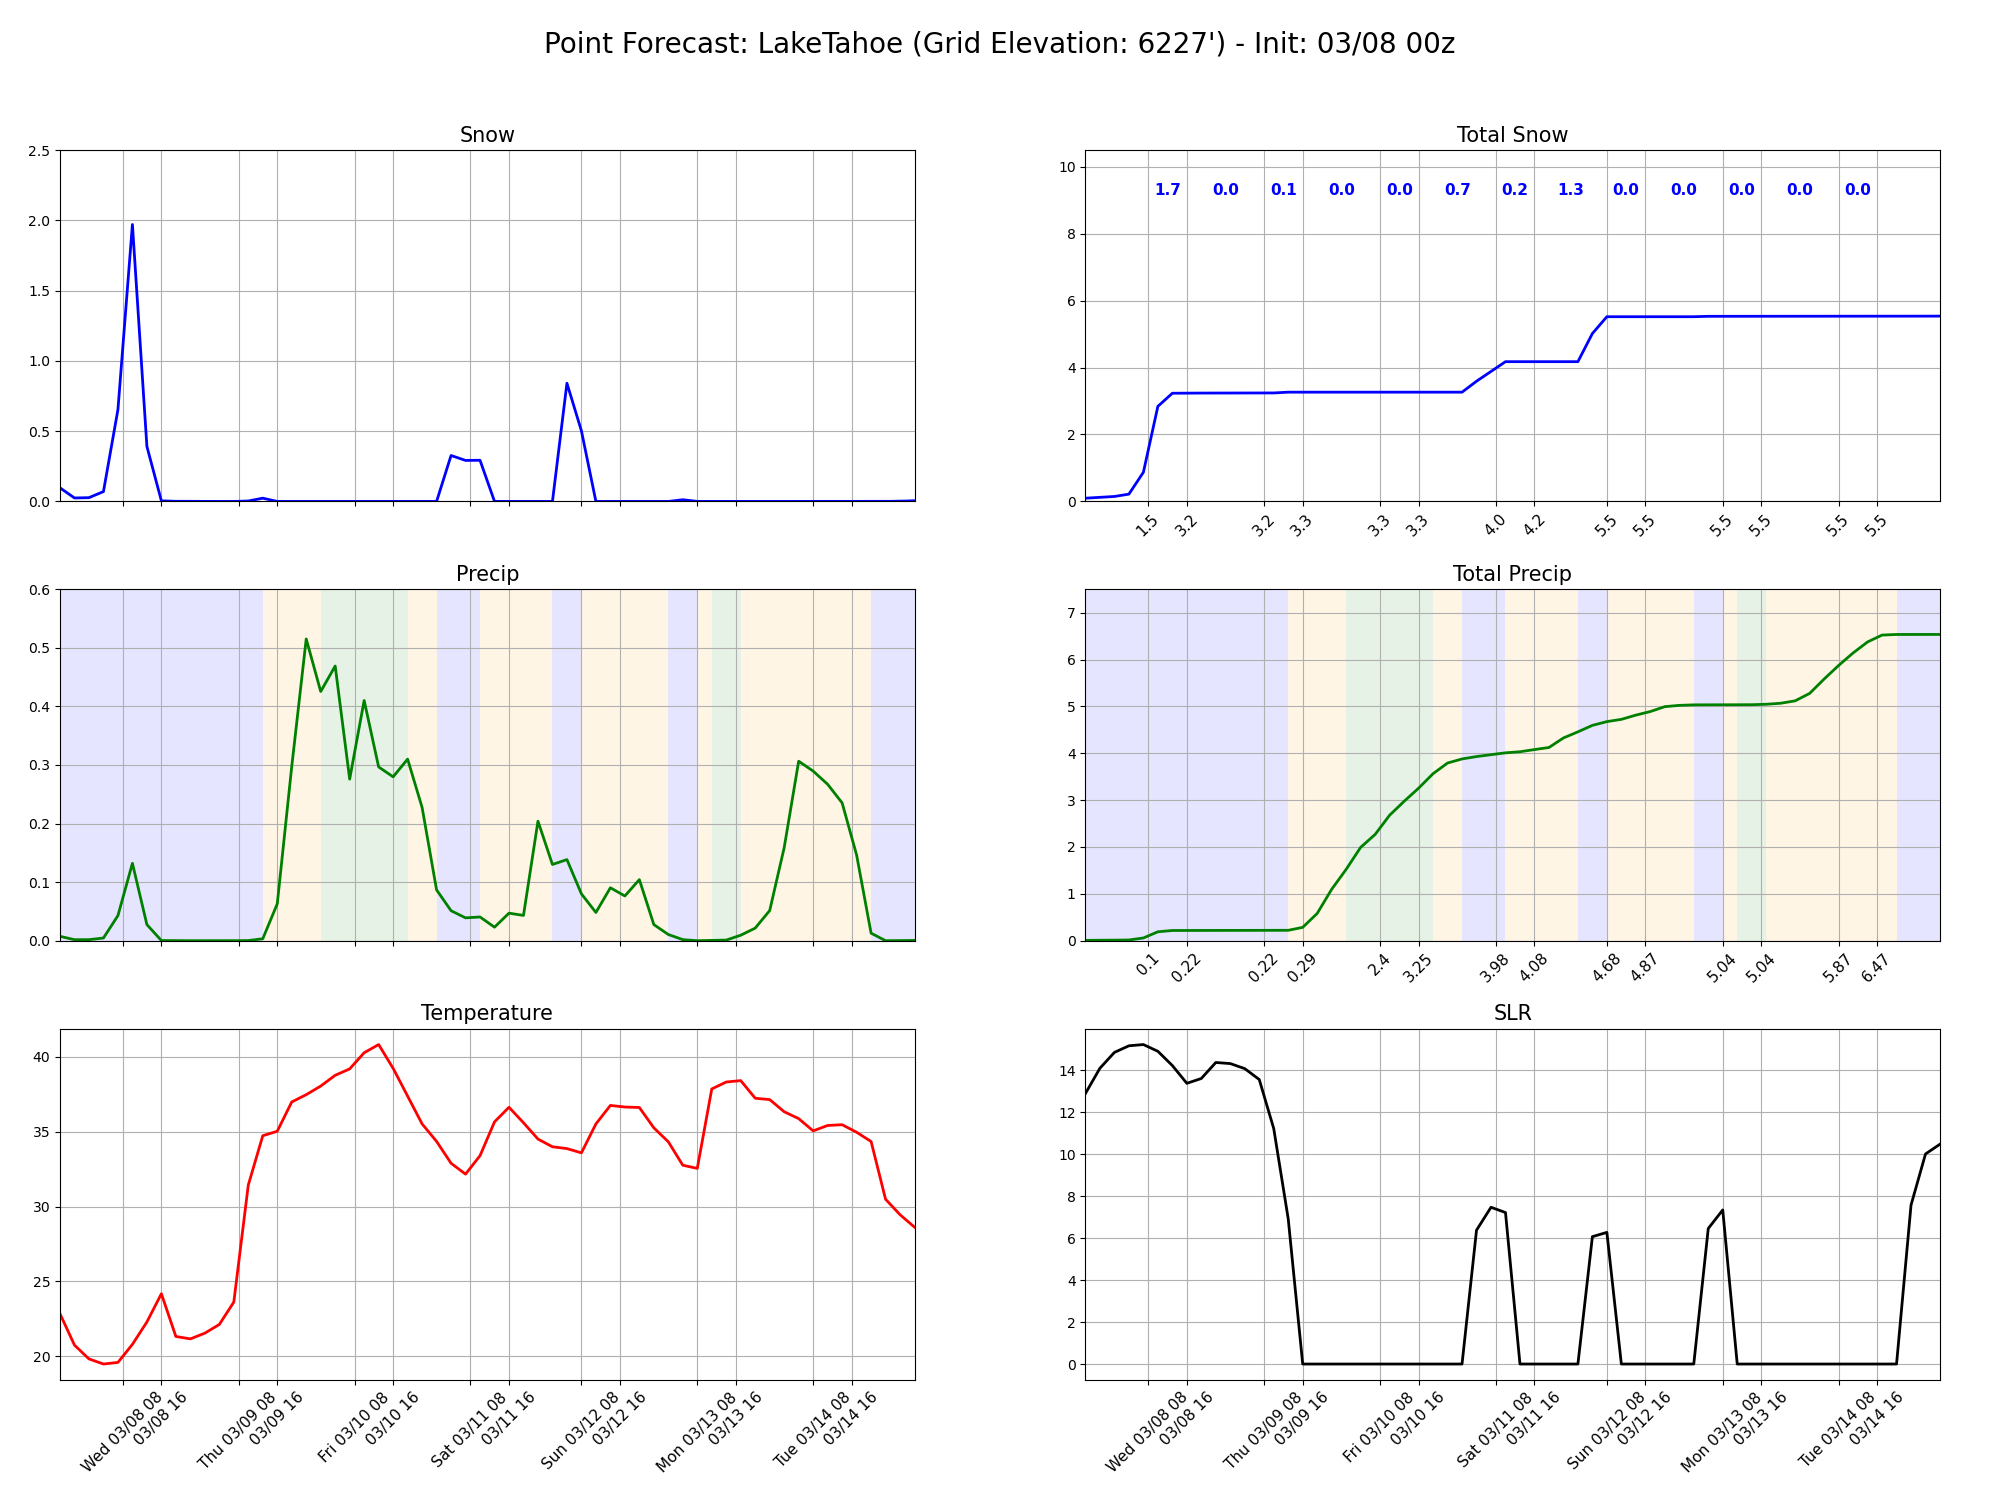 Point Forecast: LakeTahoe (Grid Elevation: 6227') - Init: 03/08 00z
Snow
2.5
2.0
1.5
1.0
0.5
0.0
Total Snow
10
8
6
4
2
0
1.7 0.0 0.1 0.0 0.0 0.7 0.2 1.3 0.0 0.0 0.0 0.0 0.0
1.5 3.2 3.2 3.3 3.3 3.3 4.0 4.2 5.5 5.5 5.5 5.5 5.5 5.5
Precip
0.6
0.5
0.4
0.3
0.2
0.1
0.0
Total Precip
7
6
5
4
3
2
1
0
0.1 0.22 0.22 0.29 2.4 3.25 3.98 4.08 4.68 4.87 5.04 5.04 5.87 6.47
Temperature
40
35
30
25
20
Wed 03/08 08
03/08 16
Thu 03/09 08
03/09 16
Fri 03/10 08
03/10 16
Sat 03/11 08
03/11 16
Sun 03/12 08
03/12 16
Mon 03/13 08
03/13 16
Tue 03/14 08
03/14 16
SLR
14
12
10
8
6
4
2
0
Wed 03/08 08
03/08 16
Thu 03/09 08
03/09 16
Fri 03/10 08
03/10 16
Sat 03/11 08
03/11 16
Sun 03/12 08
03/12 16
Mon 03/13 08
03/13 16
Tue 03/14 08
03/14 16